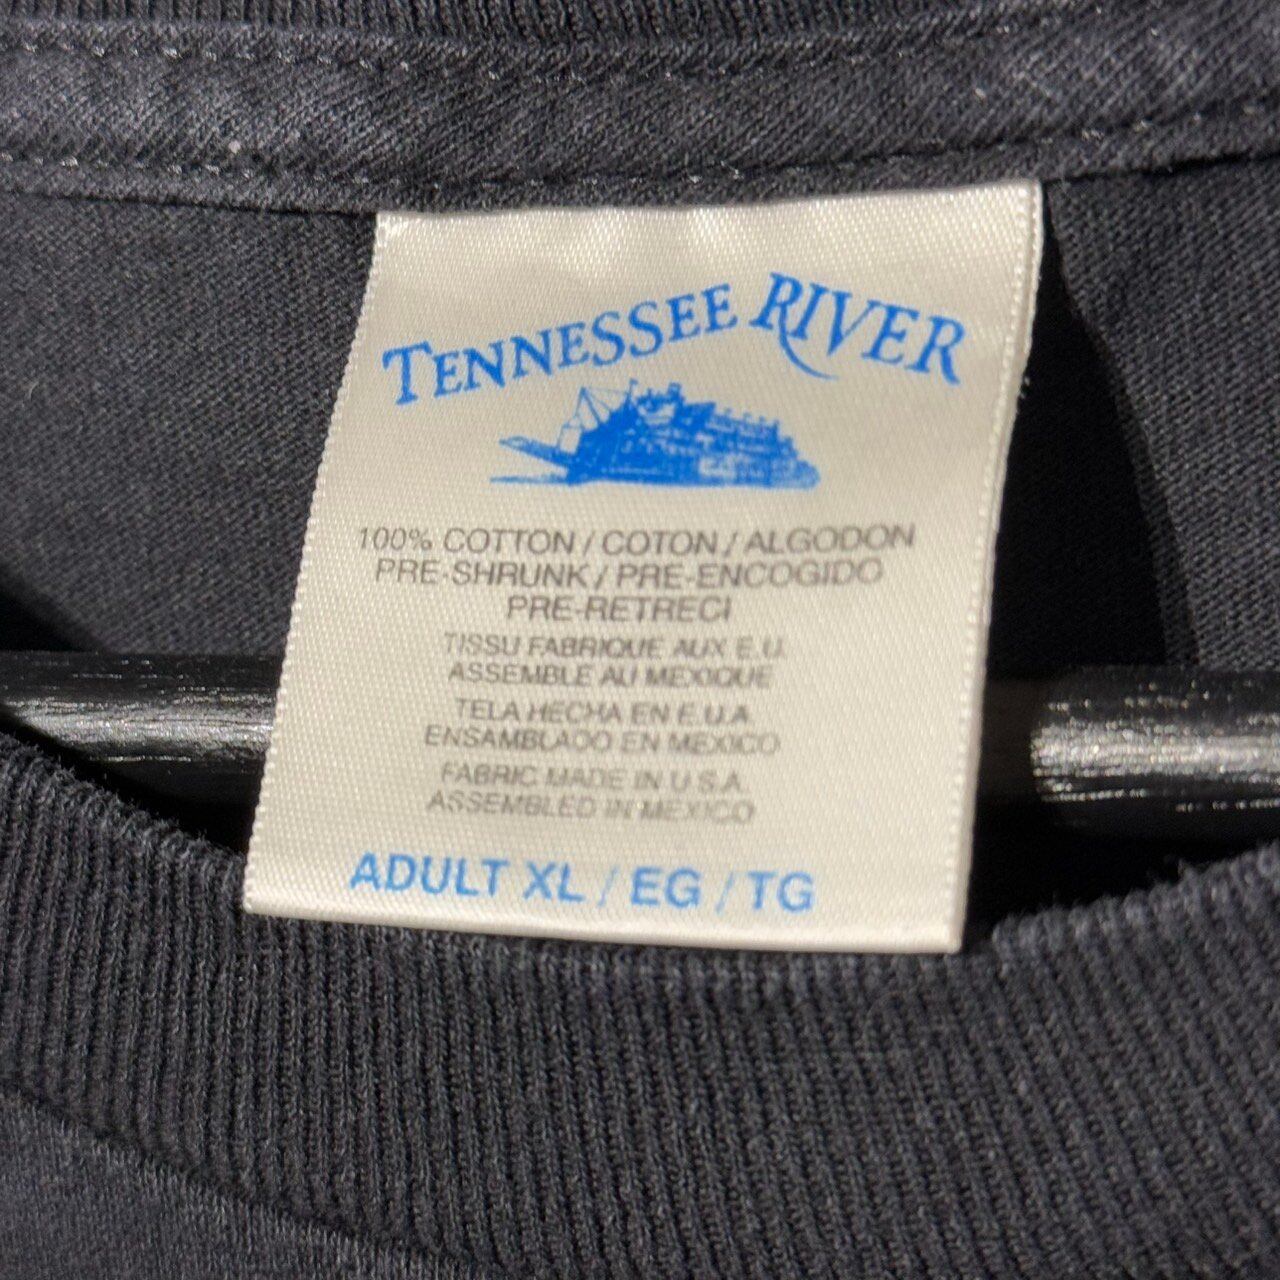 TENNESSEE RIVER
100% COTTON / COTON / ALGODON
PRE-SHRUNK / PRE-ENCOGIDO
PRE-RETRECI
TISSU FABRIQUE AUX E.U.
ASSEMBLE AU MEXIQUE
TELA HECHA EN E.U.A.
ENSAMBLADO EN MEXICO
FABRIC MADE IN U.S.A.
ASSEMBLED IN MEXICO
ADULT XL / EG / TG